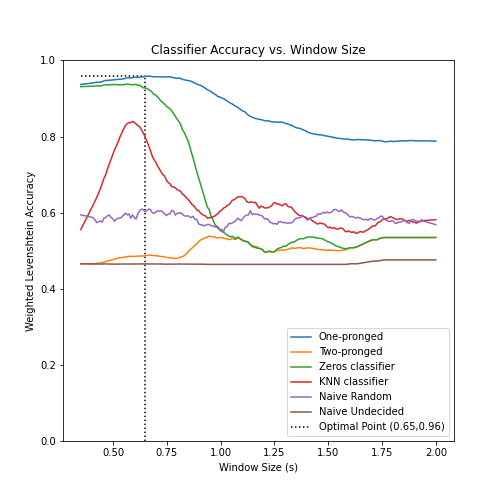 Classifier Accuracy vs. Window Size
1.0
0.8
0.6
0.4
0.2
0.0
Weighted Levenshtein Accuracy
One-pronged
Two-pronged
Zeros classifier
KNN classifier
Naive Random
Naive Undecided
Optimal Point (0.65,0.96)
0.50 0.75 1.00 1.25 1.50 1.75 2.00
Window Size (s)